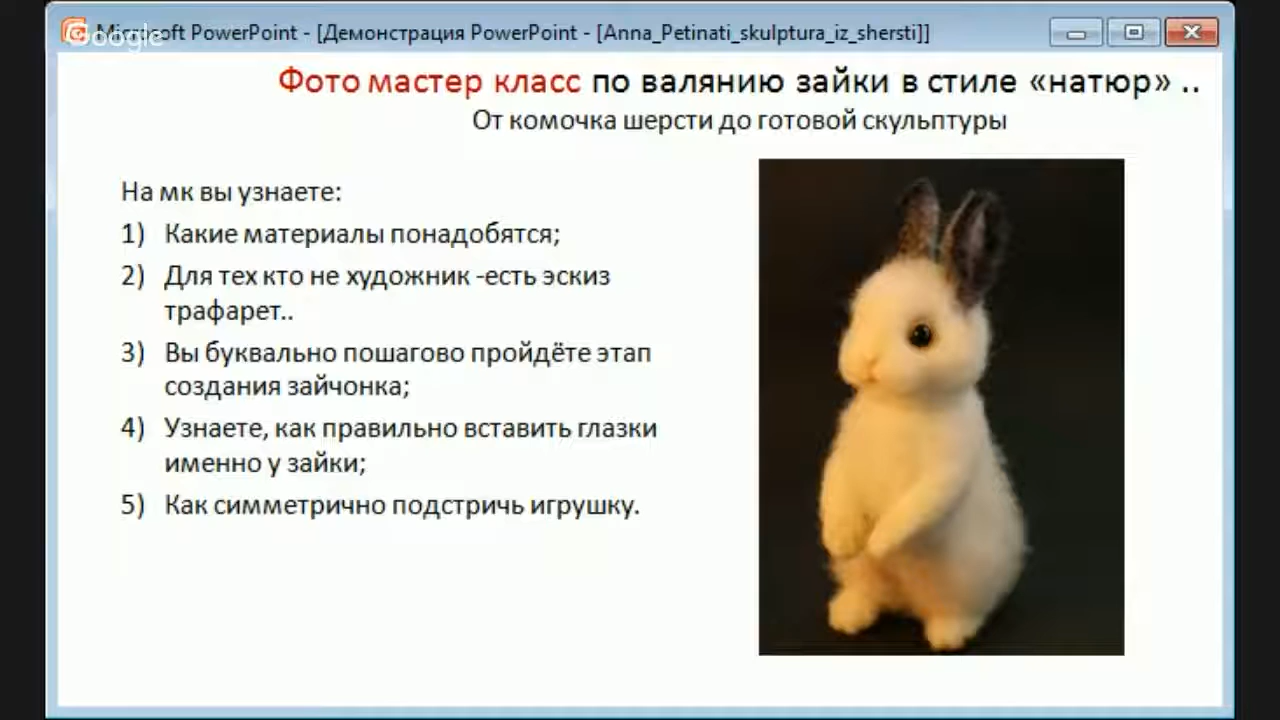 Microsoft PowerPoint - [Демонстрация PowerPoint - [Anna_Petinati_skulptura_iz_shersti]]
Google
Фото мастер класс по валянию зайки в стиле «натюр» ..
От комочка шерсти до готовой скульптуры
На мк вы узнаете:
1) Какие материалы понадобятся;
2) Для тех кто не художник -есть эскиз
трафарет..
3) Вы буквально пошагово пройдёте этап
создания зайчонка;
4) Узнаете, как правильно вставить глазки
именно у зайки;
5) Как симметрично подстричь игрушку.